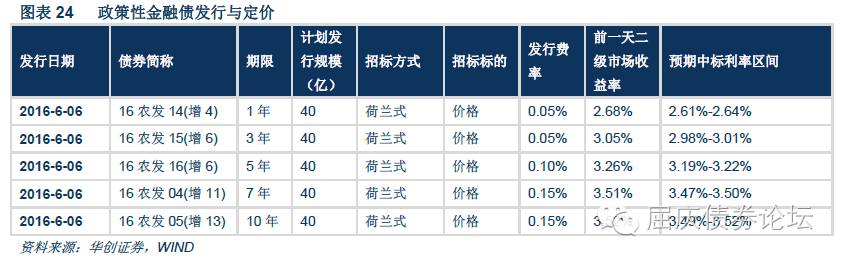 图表 24 政策性金融债发行与定价
发行日期 债券简称 期限 计划发行规模(亿) 招标方式 招标标的 发行费率 前一天二级市场收益率 预期中标利率区间
2016-6-06 16 农发 14(增 4) 1 年 40 荷兰式 价格 0.05% 2.68% 2.61%-2.64%
2016-6-06 16 农发 15(增 6) 3 年 40 荷兰式 价格 0.05% 3.05% 2.98%-3.01%
2016-6-06 16 农发 16(增 6) 5 年 40 荷兰式 价格 0.10% 3.26% 3.19%-3.22%
2016-6-06 16 农发 04(增 11) 7 年 40 荷兰式 价格 0.15% 3.51% 3.47%-3.50%
2016-6-06 16 农发 05(增 13) 10 年 40 荷兰式 价格 0.15%
屈庆债券论坛
资料来源：华创证券，WIND